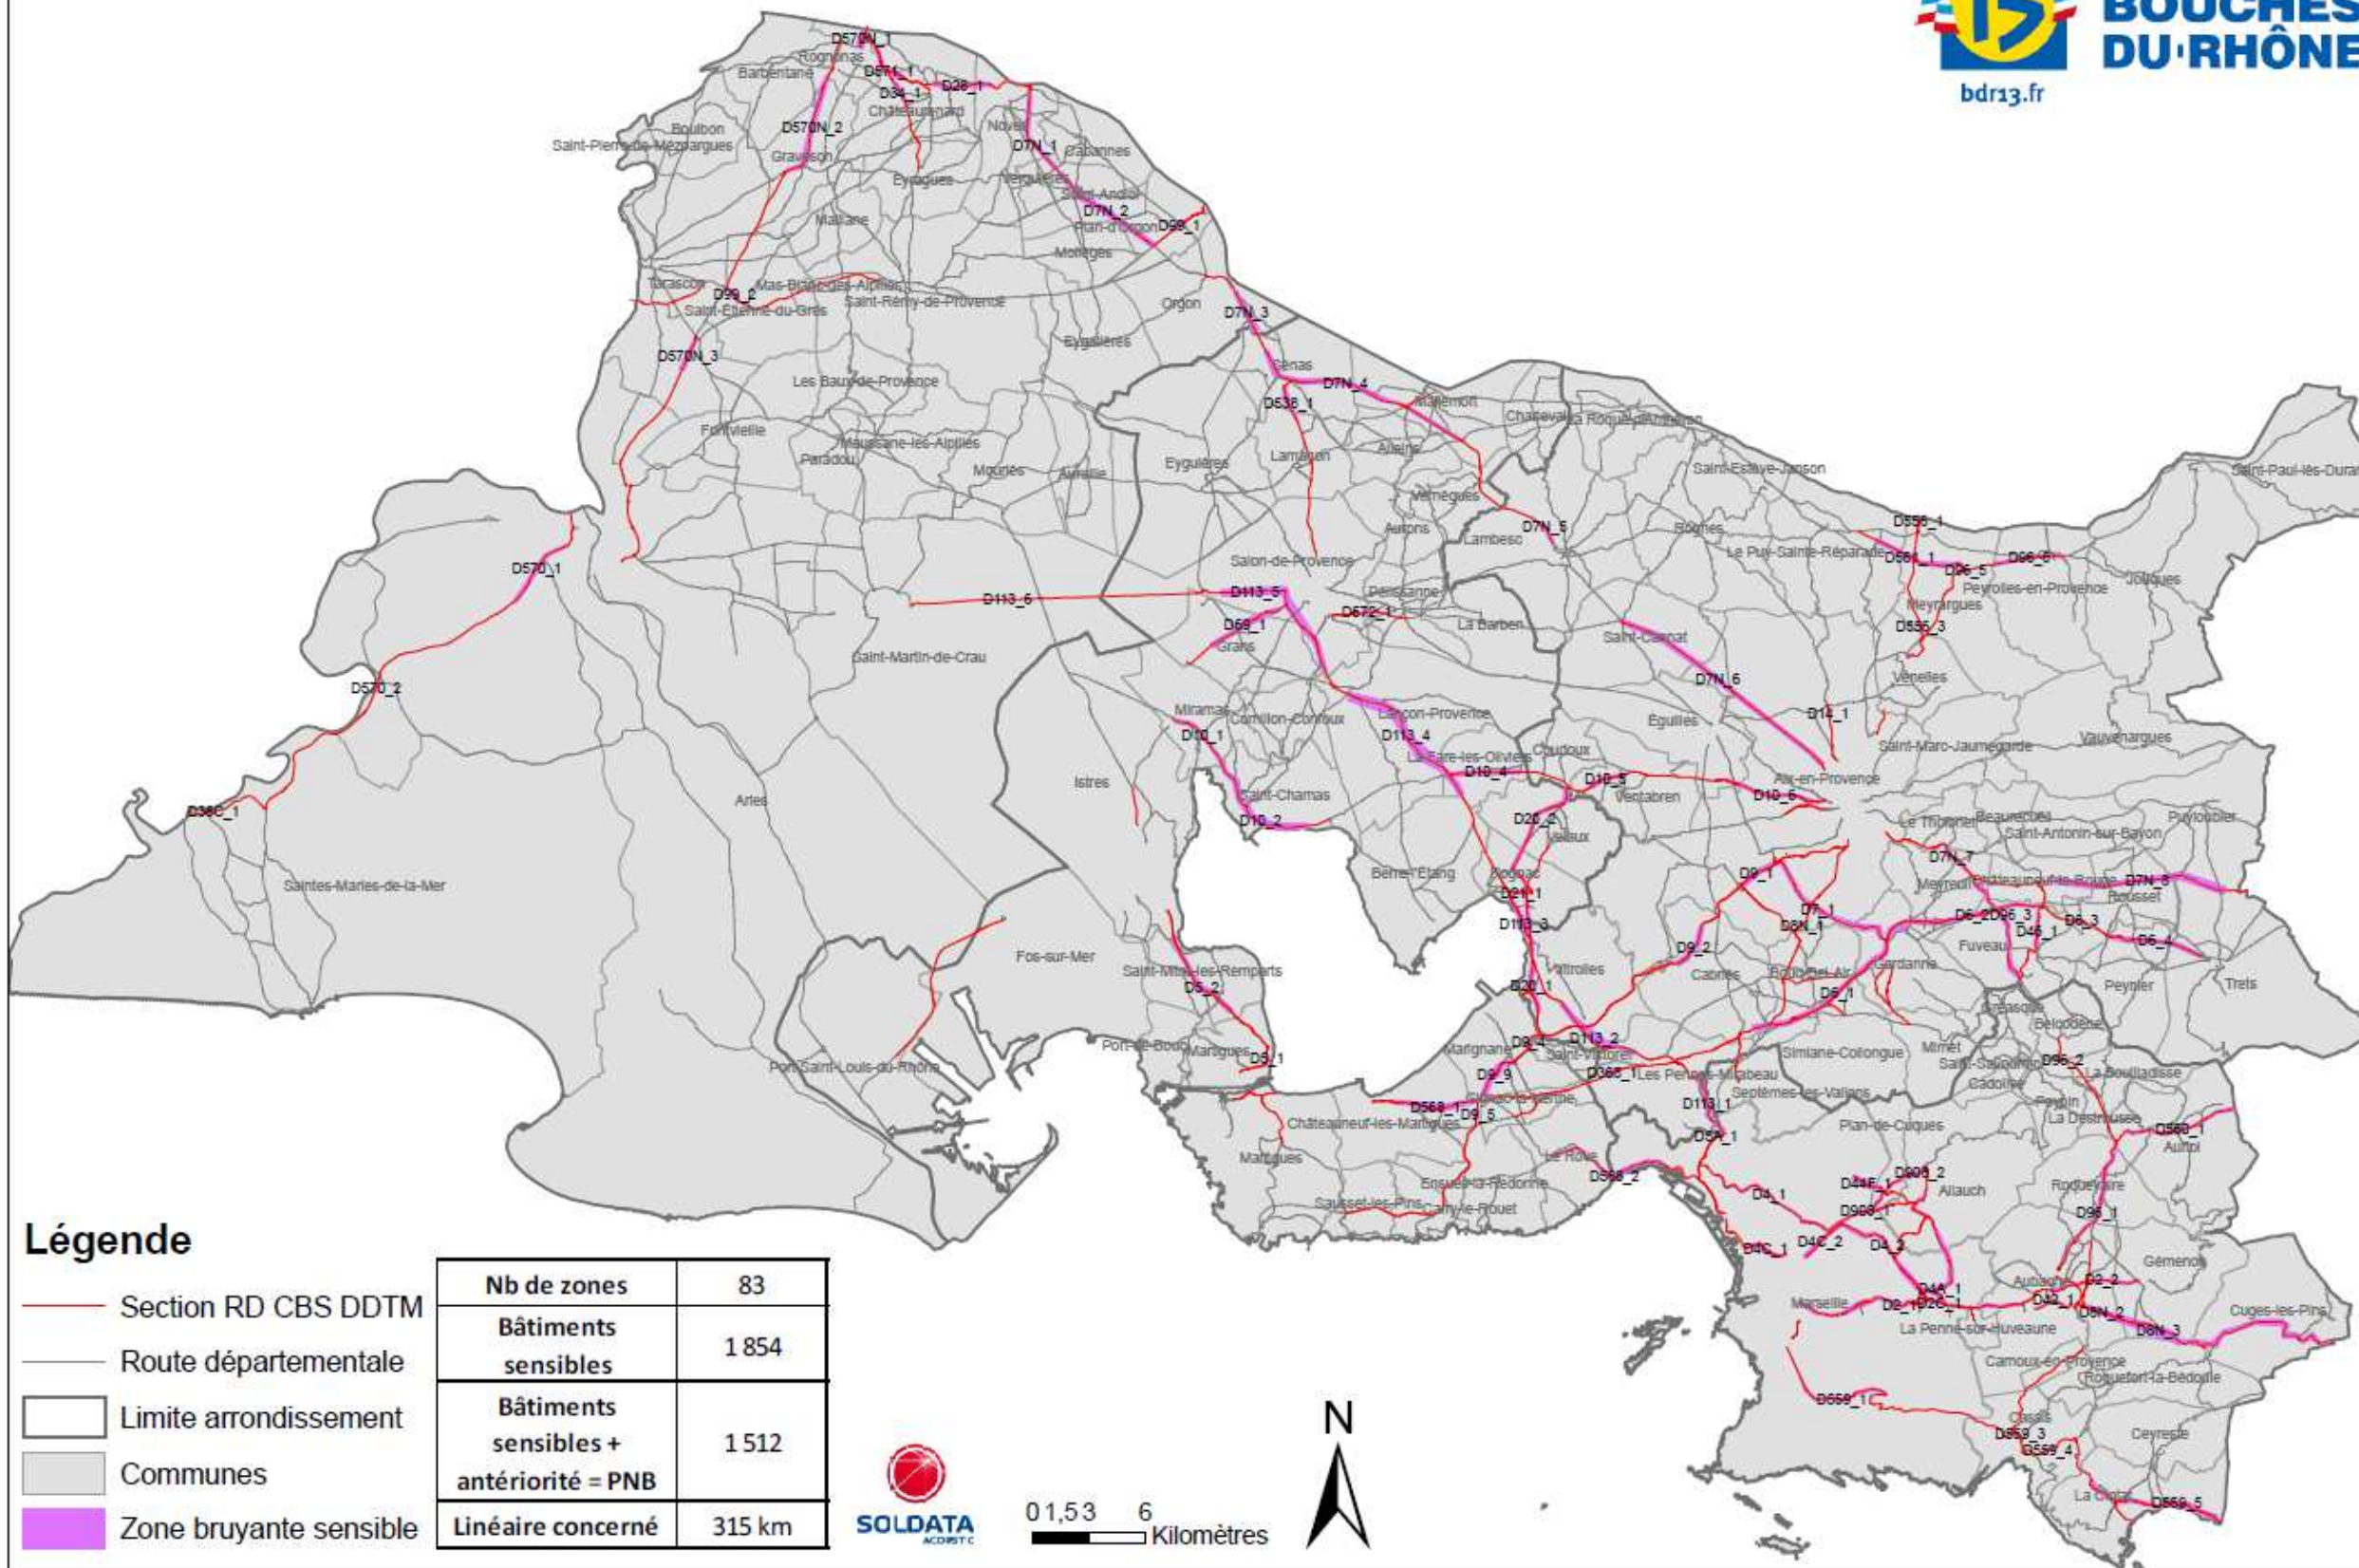 BOUCHES
DU·RHÔNE
bdr13.fr
D570N_1
Rognonas
Barbentane
D571_1
D34_1
D28_1
Châteaurenard
Boulbon
D570N_2
Noves
Saint-Pierre-de-Mézoargues
Graveson
D7N_1
Cabannes
Eyragues
Verquières
Saint-Andiol
Maillane
D7N_2
Plan-d'Orgon
D99_1
Mollégès
Tarascon
D99_2
Mas-Blanc-des-Alpilles
Saint-Rémy-de-Provence
Saint-Etienne-du-Grès
Orgon
D7N_3
Eygalières
D570N_3
Sénas
Les Baux-de-Provence
D7N_4
D538_1
Mallemort
Charleval
La Roque-d'Anthéron
Fontvieille
Maussane-les-Alpilles
Paradou
Mouriès
Aureille
Eyguières
Lamanon
Alleins
Saint-Estève-Janson
Vernègues
D7N_5
Aurons
Lambesc
Rognes
D556_1
Le Puy-Sainte-Réparade
D561_1
D96_5
D96_6
Jouques
Peyrolles-en-Provence
Meyrargues
D570_1
Salon-de-Provence
D113_6
D113_5
Pélissanne
D572_1
D69_1
La Barben
Grans
Saint-Cannat
D556_3
Saint-Martin-de-Crau
D570_2
D7N_6
Venelles
Miramas
Cornillon-Confoux
Lançon-Provence
Éguilles
D14_1
D10_1
D113_4
Saint-Marc-Jaumegarde
Vauvenargues
La Fare-les-Oliviers
Coudoux
D10_4
D10_5
Aix-en-Provence
Istres
Saint-Chamas
Ventabren
D10_6
Arles
D36C_1
D10_2
D20_2
Velaux
Le Tholonet
Beaurecueil
Puyloubier
Saint-Antonin-sur-Bayon
D7N_7
Saintes-Maries-de-la-Mer
Berre-l'Etang
Rognac
D9_1
Meyreuil
Châteauneuf-le-Rouge
D7N_8
Rousset
D21_1
D113_3
D7_1
D8N_1
D6_2
D96_3
D46_1
D6_3
D6_4
Fuveau
D9_2
Fos-sur-Mer
Saint-Mitre-les-Remparts
D5_2
Vitrolles
Cabriès
Bouc-Bel-Air
Gardanne
D6_1
D20_1
Peynier
Trets
Gréasque
Belcodène
Port-Saint-Louis-du-Rhône
Port-de-Bouc
Martigues
D5_1
Marignane
D9_4
D113_2
Saint-Victoret
Simiane-Collongue
Mimet
Saint-Savournin
D96_2
D9_9
D368_1
Les Pennes-Mirabeau
Cadolive
La Bouilladisse
Septèmes-les-Vallons
D568_1
D9_5
D113_1
Peypin
Châteauneuf-les-Martigues
La Destrousse
Plan-de-Cuques
D560_1
Auriol
Martigues
Le Rove
D568_2
Ensuès-la-Redonne
D908_2
D44F_1
Allauch
D4_1
Roquevaire
D908_1
D96_1
Sausset-les-Pins
Carry-le-Rouet
D4C_1
D4C_2
D4_2
Gémenos
Aubagne
D2_2
D4A_1
Marseille
D43_1
D8N_2
Cuges-les-Pins
D8N_3
La Penne-sur-Huveaune
Carnoux-en-Provence
Roquefort-la-Bédoule
D559_1
Cassis
D559_3
D559_4
Ceyreste
La Ciotat
D559_5
Légende
Section RD CBS DDTM
Route départementale
Limite arrondissement
Communes
Zone bruyante sensible
Nb de zones 83
Bâtiments
sensibles 1 854
Bâtiments
sensibles +
antériorité = PNB 1 512
Linéaire concerné 315 km
SOLDATA
0 1,5 3 6
Kilomètres
N